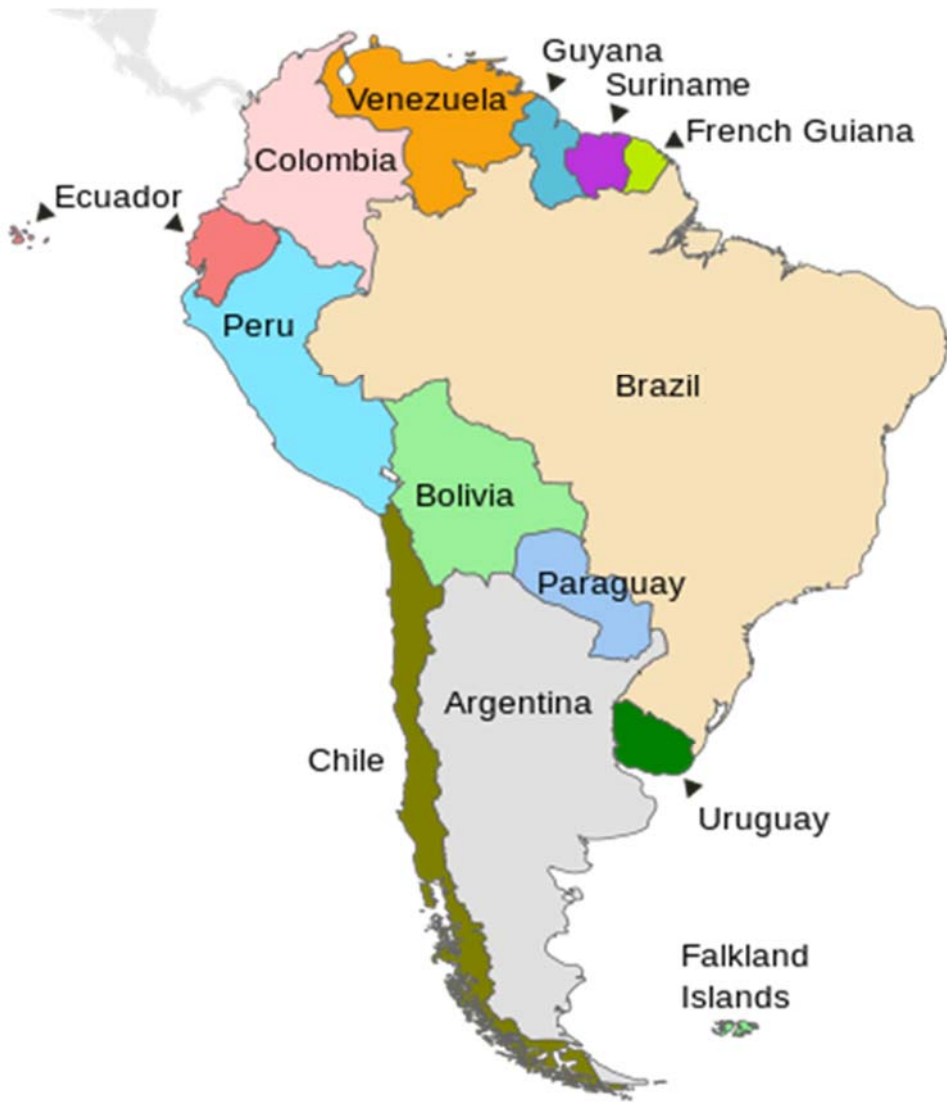 Guyana
Suriname
Venezuela
French Guiana
Colombia
Ecuador
Peru
Brazil
Bolivia
Paraguay
Argentina
Chile
Uruguay
Falkland
Islands